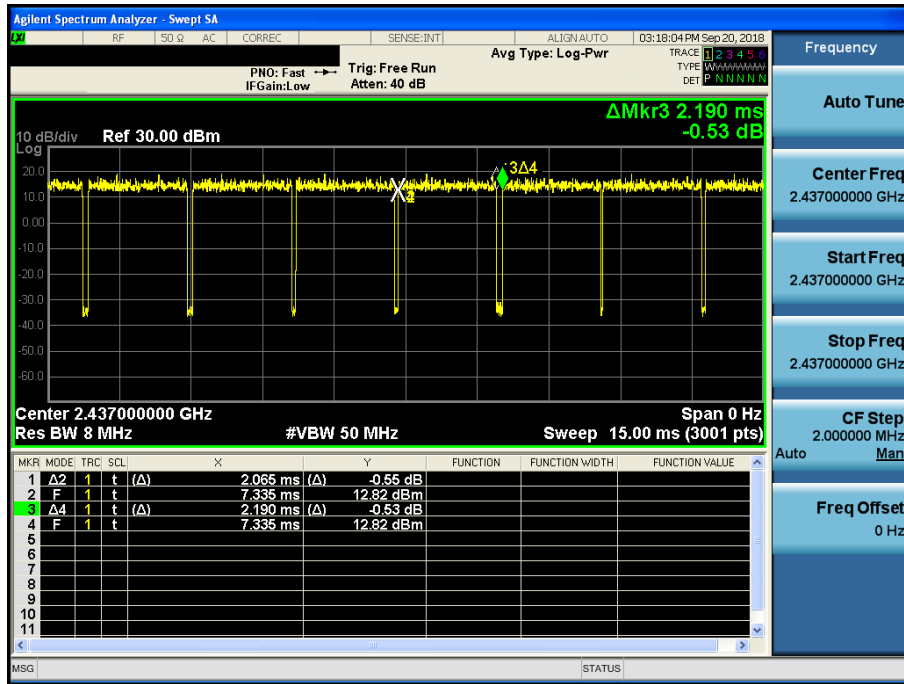 Agilent Spectrum Analyzer - Swept SA
LXI RF 50 Ω AC CORREC SENSE:INT ALIGN AUTO 03:18:04 PM Sep 20, 2018
Avg Type: Log-Pwr TRACE 1 2 3 4 5 6
PNO: Fast Trig: Free Run TYPE WWWWWW
IFGain:Low Atten: 40 dB DET P N N N N N
ΔMkr3 2.190 ms
-0.53 dB
10 dB/div Ref 30.00 dBm
Log
20.0
10.0
0.00
-10.0
-20.0
-30.0
-40.0
-50.0
-60.0
3Δ4
Center 2.437000000 GHz Span 0 Hz
Res BW 8 MHz #VBW 50 MHz Sweep 15.00 ms (3001 pts)
MKR MODE TRC SCL X Y FUNCTION FUNCTION WIDTH FUNCTION VALUE
1 Δ2 1 t (Δ) 2.065 ms (Δ) -0.55 dB
2 F 1 t 7.335 ms 12.82 dBm
3 Δ4 1 t (Δ) 2.190 ms (Δ) -0.53 dB
4 F 1 t 7.335 ms 12.82 dBm
5
6
7
8
9
10
11
MSG STATUS
Frequency
Auto Tune
Center Freq
2.437000000 GHz
Start Freq
2.437000000 GHz
Stop Freq
2.437000000 GHz
CF Step
2.000000 MHz
Auto Man
Freq Offset
0 Hz